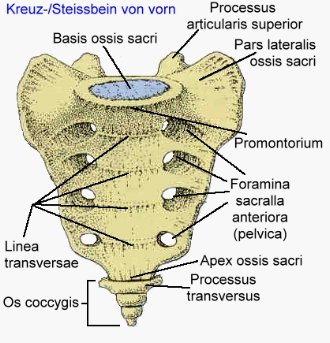 Kreuz-/Steissbein von vorn
Processus
articularis superior
Basis ossis sacri
Pars lateralis
ossis sacri
Promontorium
Foramina
sacralla
anteriora
(pelvica)
Linea
transversae
Apex ossis sacri
Processus
transversus
Os coccygis